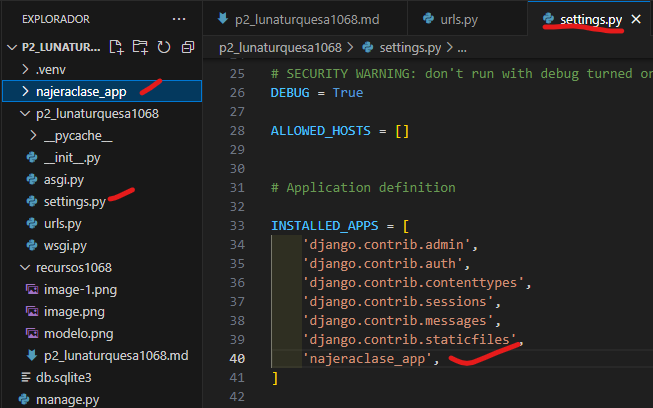 EXPLORADOR
P2_LUNATUR...
.venv
najeraclase_app
p2_lunaturquesa1068
__pycache__
__init__.py
asgi.py
settings.py
urls.py
wsgi.py
recursos1068
image-1.png
image.png
modelo.png
p2_lunaturquesa1068.md
db.sqlite3
manage.py
p2_lunaturquesa1068.md
urls.py
settings.py
p2_lunaturquesa1068 > settings.py > ...
25 # SECURITY WARNING: don't run with debug turned on
26 DEBUG = True
27
28 ALLOWED_HOSTS = []
29
30
31 # Application definition
32
33 INSTALLED_APPS = [
34 'django.contrib.admin',
35 'django.contrib.auth',
36 'django.contrib.contenttypes',
37 'django.contrib.sessions',
38 'django.contrib.messages',
39 'django.contrib.staticfiles',
40 'najeraclase_app',
41 ]
42